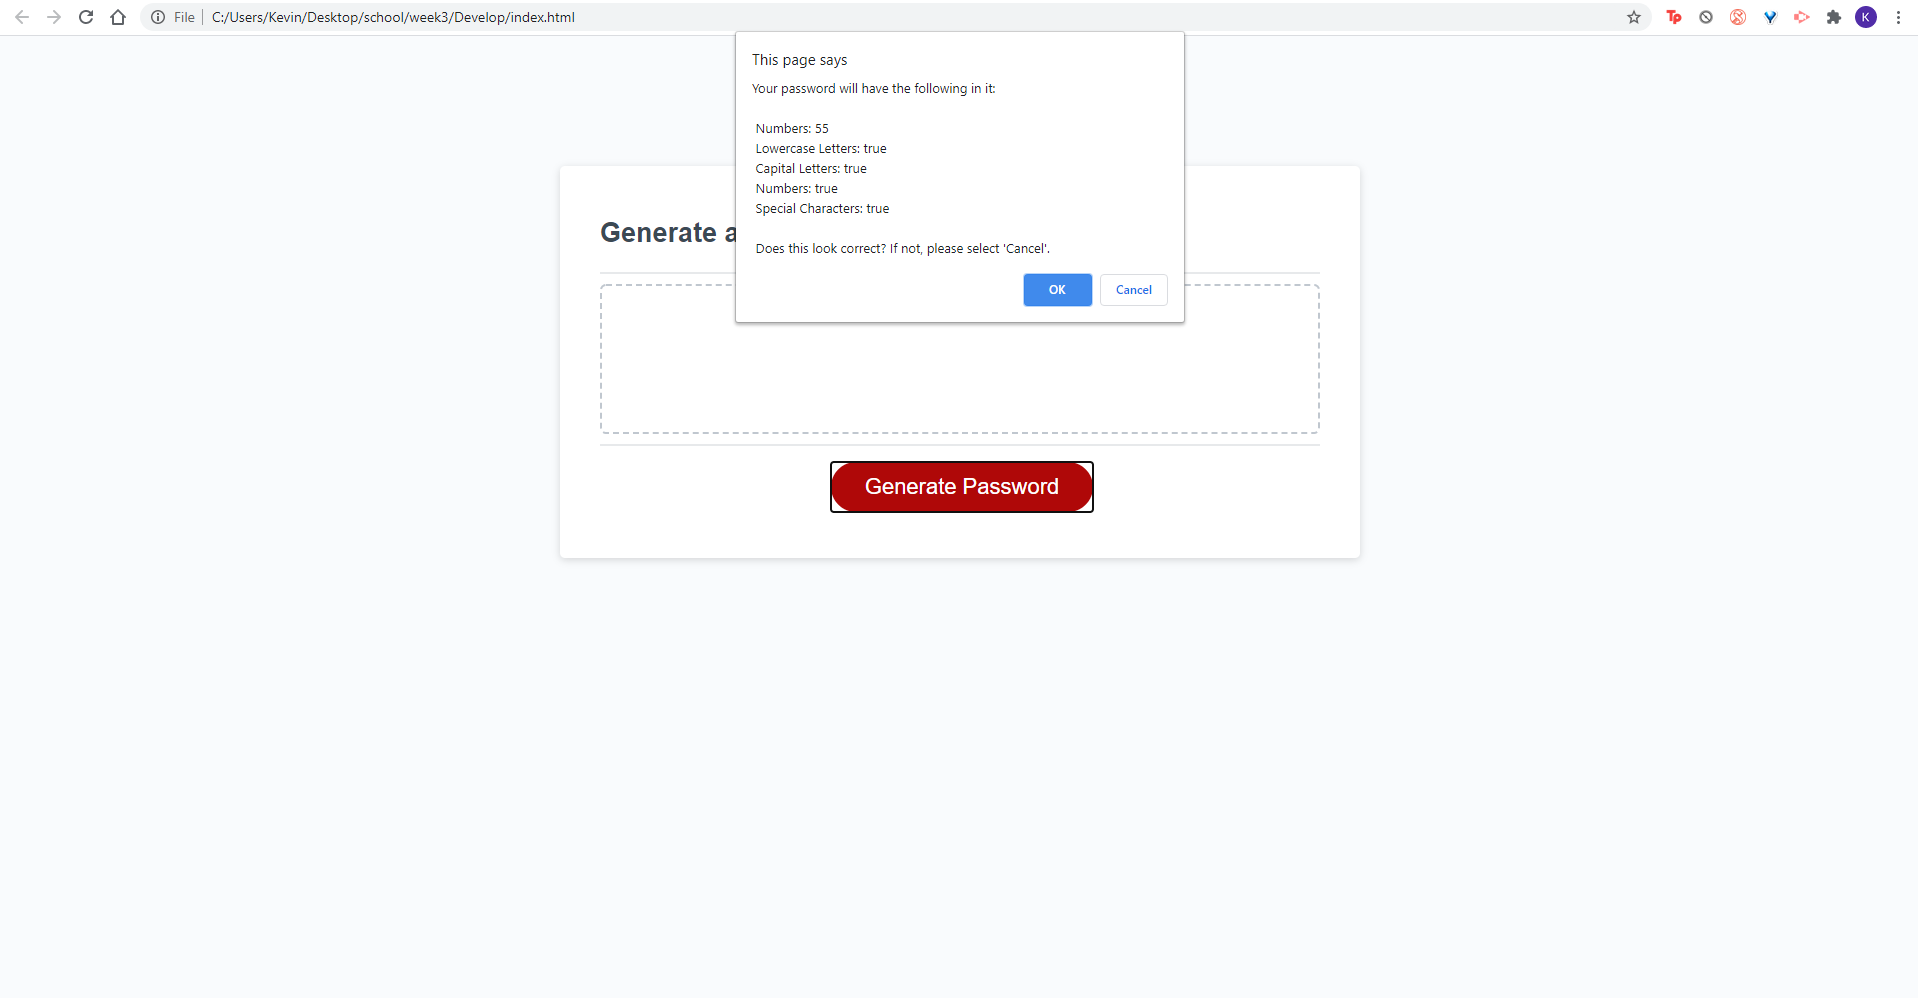 File C:/Users/Kevin/Desktop/school/week3/Develop/index.html
Tp
K
This page says
Your password will have the following in it:
Numbers: 55
Lowercase Letters: true
Capital Letters: true
Numbers: true
Special Characters: true
Does this look correct? If not, please select 'Cancel'.
OK Cancel
Generate a
Generate Password